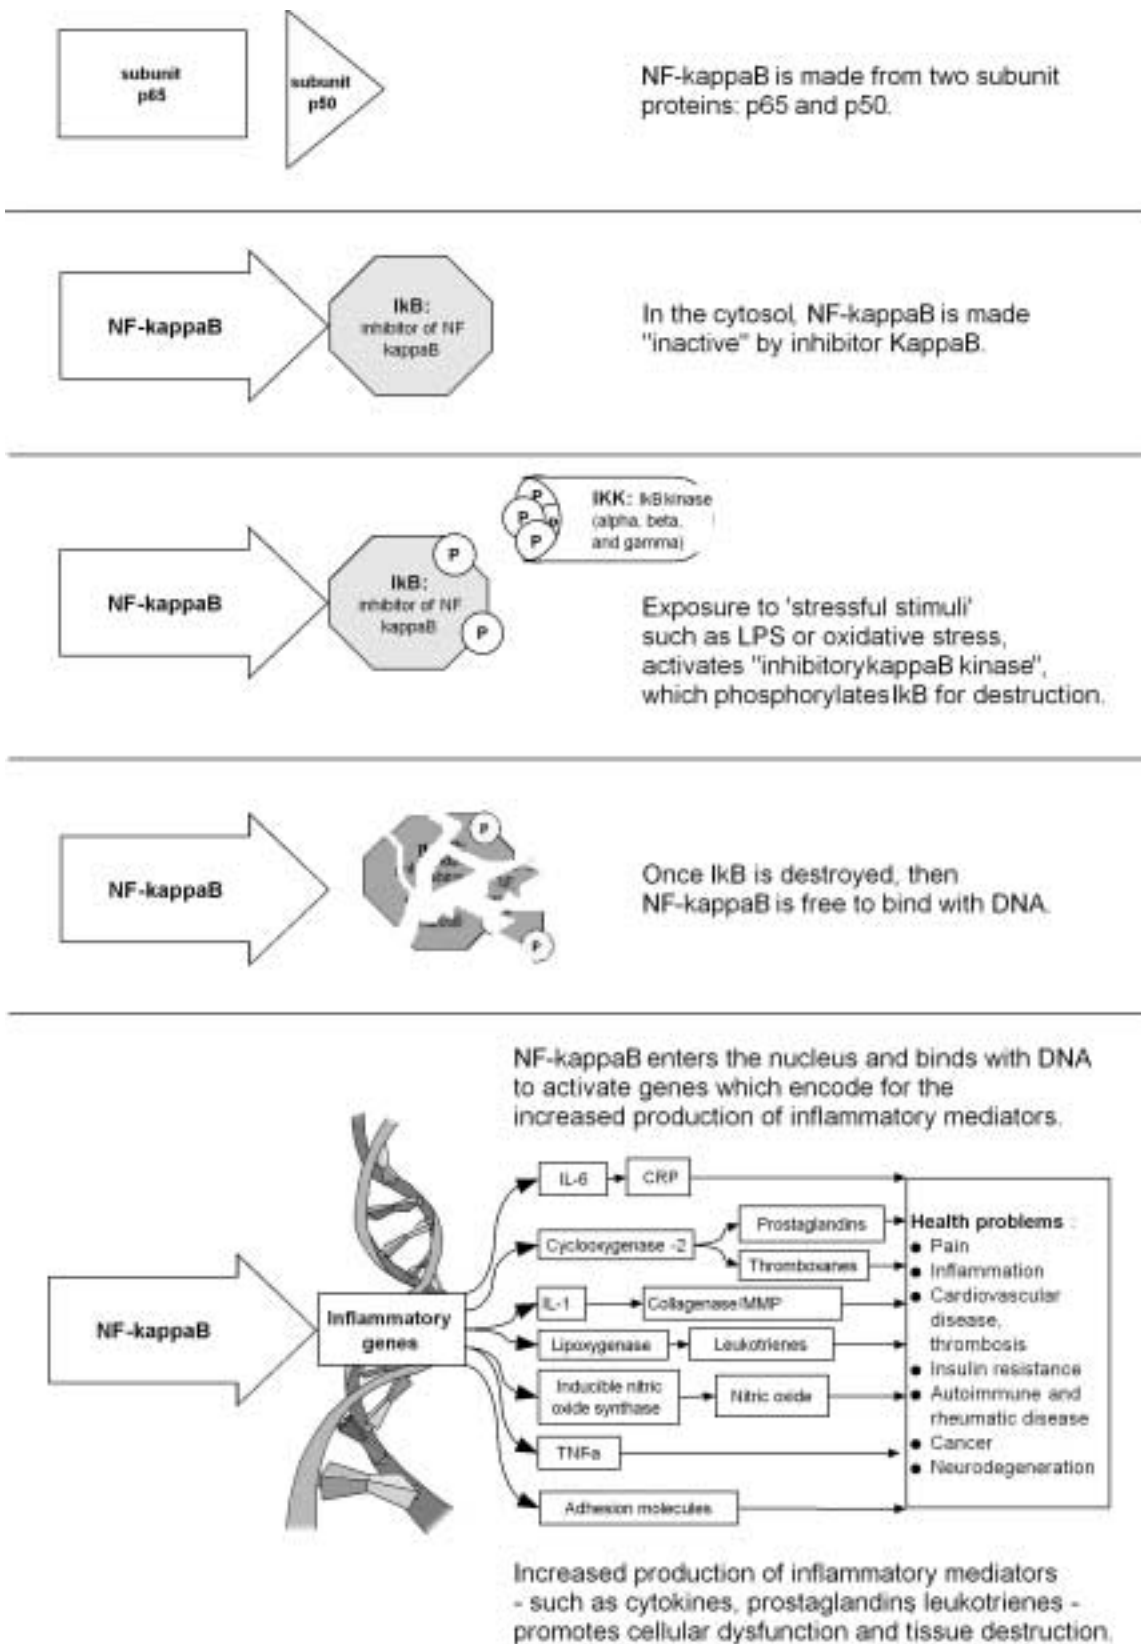 subunit
p65
subunit
p50
NF-kappaB is made from two subunit
proteins: p65 and p50.
NF-kappaB
IkB:
inhibitor of NF
kappaB
In the cytosol, NF-kappaB is made
"inactive" by inhibitor KappaB.
P
P
P
P
IKK: IkB kinase
(alpha, beta,
and gamma)
NF-kappaB
IkB:
inhibitor of NF
kappaB
P
P
Exposure to 'stressful stimuli'
such as LPS or oxidative stress,
activates "inhibitorykappaB kinase",
which phosphorylates IkB for destruction.
NF-kappaB
P
P
Once IkB is destroyed, then
NF-kappaB is free to bind with DNA.
NF-kappaB enters the nucleus and binds with DNA
to activate genes which encode for the
increased production of inflammatory mediators.
NF-kappaB
Inflammatory
genes
IL-6
CRP
Cyclooxygenase -2
Prostaglandins
Thromboxanes
IL-1
Collagenase/MMP
Lipoxygenase
Leukotrienes
Inducible nitric
oxide synthase
Nitric oxide
TNFa
Adhesion molecules
Health problems :
● Pain
● Inflammation
● Cardiovascular
disease,
thrombosis
● Insulin resistance
● Autoimmune and
rheumatic disease
● Cancer
● Neurodegeneration
Increased production of inflammatory mediators
- such as cytokines, prostaglandins leukotrienes -
promotes cellular dysfunction and tissue destruction.